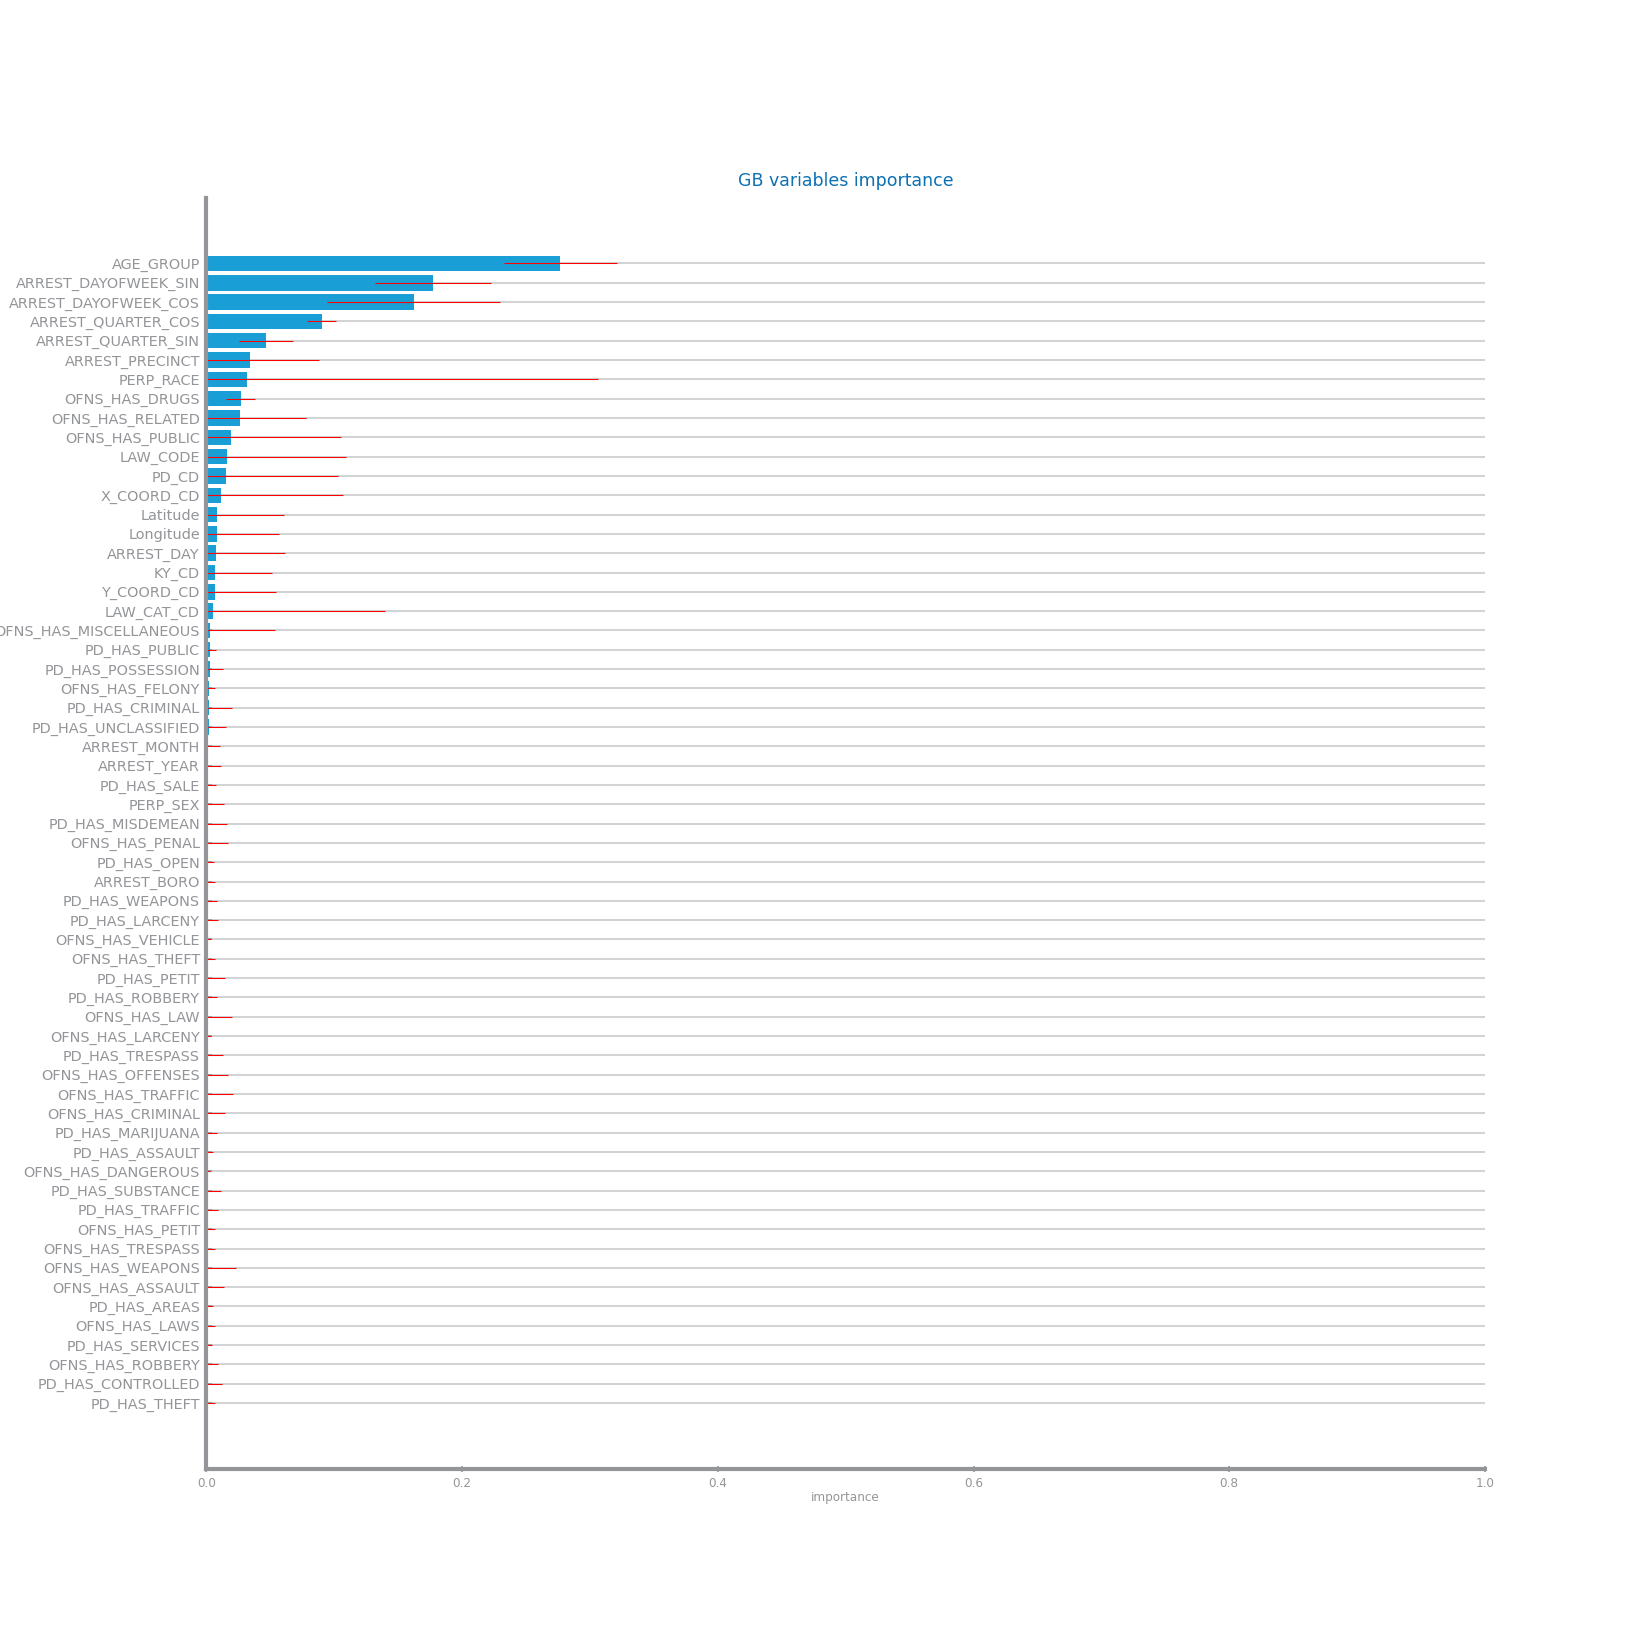 GB variables importance
AGE_GROUP
ARREST_DAYOFWEEK_SIN
ARREST_DAYOFWEEK_COS
ARREST_QUARTER_COS
ARREST_QUARTER_SIN
ARREST_PRECINCT
PERP_RACE
OFNS_HAS_DRUGS
OFNS_HAS_RELATED
OFNS_HAS_PUBLIC
LAW_CODE
PD_CD
X_COORD_CD
Latitude
Longitude
ARREST_DAY
KY_CD
Y_COORD_CD
LAW_CAT_CD
OFNS_HAS_MISCELLANEOUS
PD_HAS_PUBLIC
PD_HAS_POSSESSION
OFNS_HAS_FELONY
PD_HAS_CRIMINAL
PD_HAS_UNCLASSIFIED
ARREST_MONTH
ARREST_YEAR
PD_HAS_SALE
PERP_SEX
PD_HAS_MISDEMEAN
OFNS_HAS_PENAL
PD_HAS_OPEN
ARREST_BORO
PD_HAS_WEAPONS
PD_HAS_LARCENY
OFNS_HAS_VEHICLE
OFNS_HAS_THEFT
PD_HAS_PETIT
PD_HAS_ROBBERY
OFNS_HAS_LAW
OFNS_HAS_LARCENY
PD_HAS_TRESPASS
OFNS_HAS_OFFENSES
OFNS_HAS_TRAFFIC
OFNS_HAS_CRIMINAL
PD_HAS_MARIJUANA
PD_HAS_ASSAULT
OFNS_HAS_DANGEROUS
PD_HAS_SUBSTANCE
PD_HAS_TRAFFIC
OFNS_HAS_PETIT
OFNS_HAS_TRESPASS
OFNS_HAS_WEAPONS
OFNS_HAS_ASSAULT
PD_HAS_AREAS
OFNS_HAS_LAWS
PD_HAS_SERVICES
OFNS_HAS_ROBBERY
PD_HAS_CONTROLLED
PD_HAS_THEFT
0.0 0.2 0.4 0.6 0.8 1.0
importance